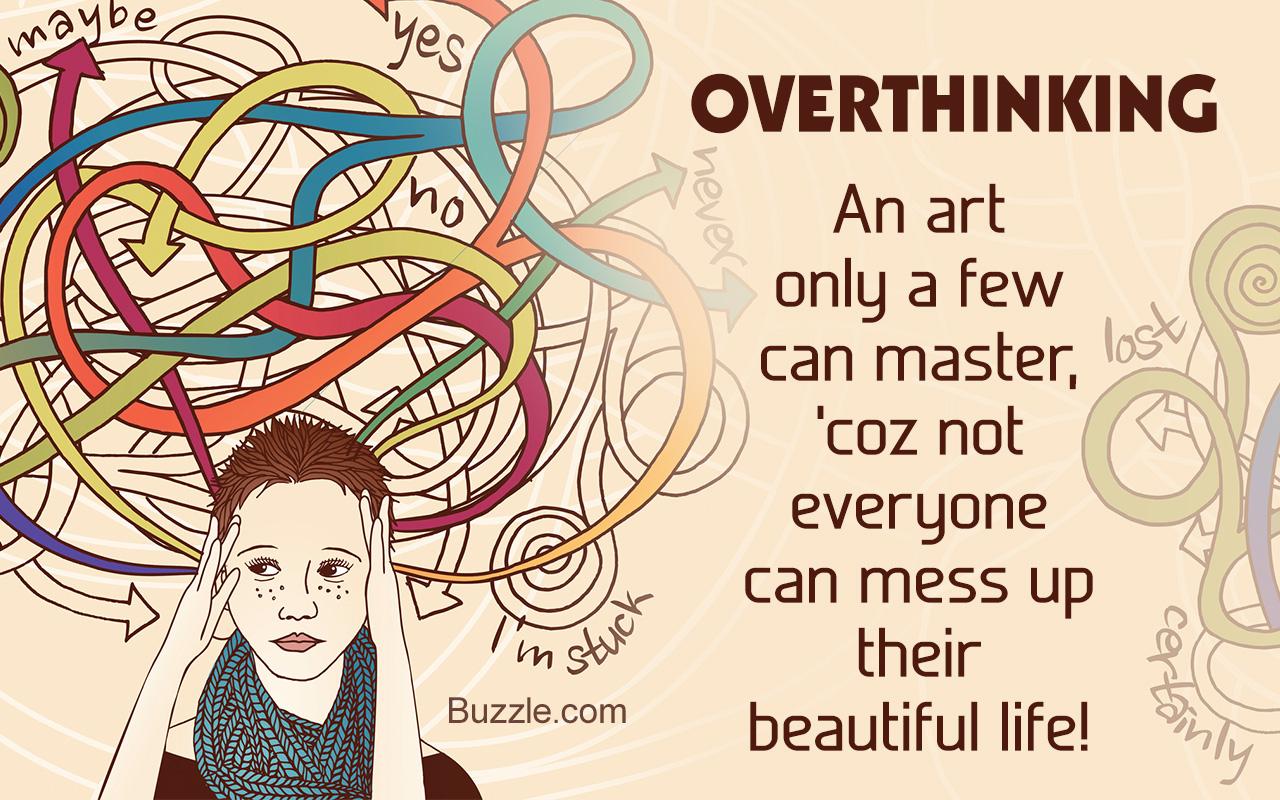 maybe
yes
no
never
lost
I'm stuck
certainly
OVERTHINKING
An art
only a few
can master,
'coz not
everyone
can mess up
their
beautiful life!
Buzzle.com